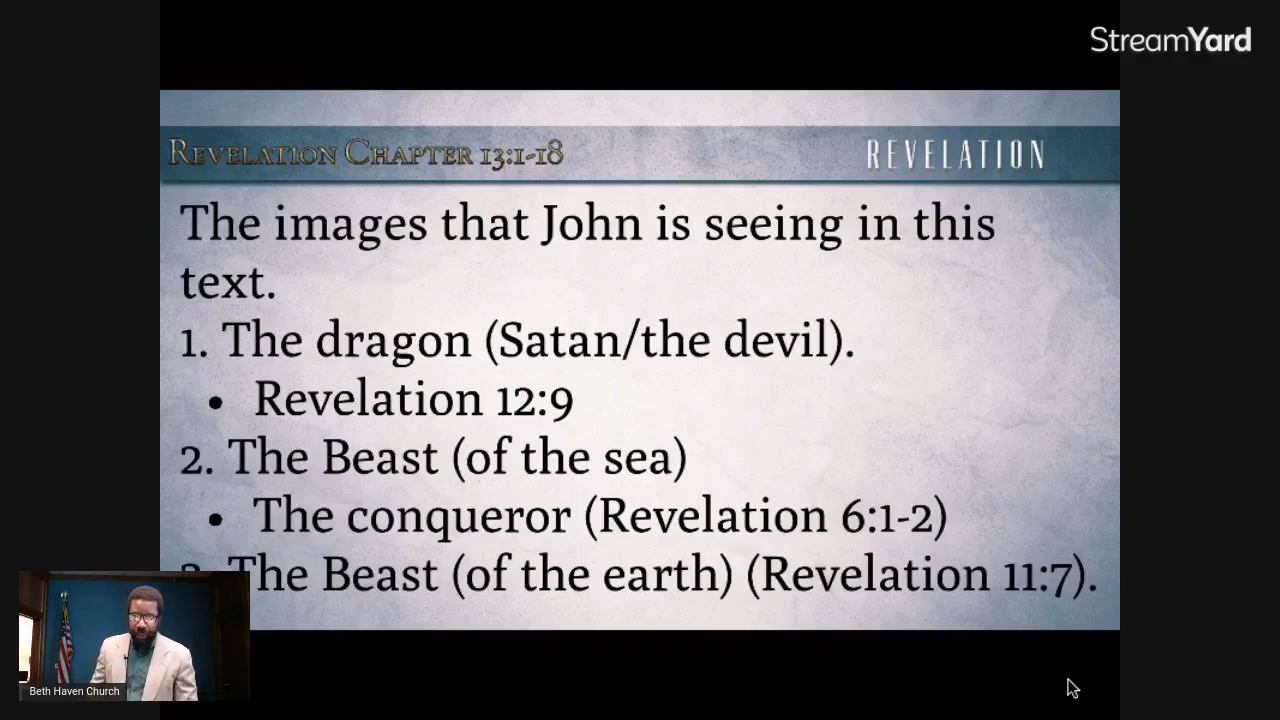 StreamYard
Revelation Chapter 13:1-18
REVELATION
The images that John is seeing in this
text.
1. The dragon (Satan/the devil).
• Revelation 12:9
2. The Beast (of the sea)
• The conqueror (Revelation 6:1-2)
The Beast (of the earth) (Revelation 11:7).
Beth Haven Church